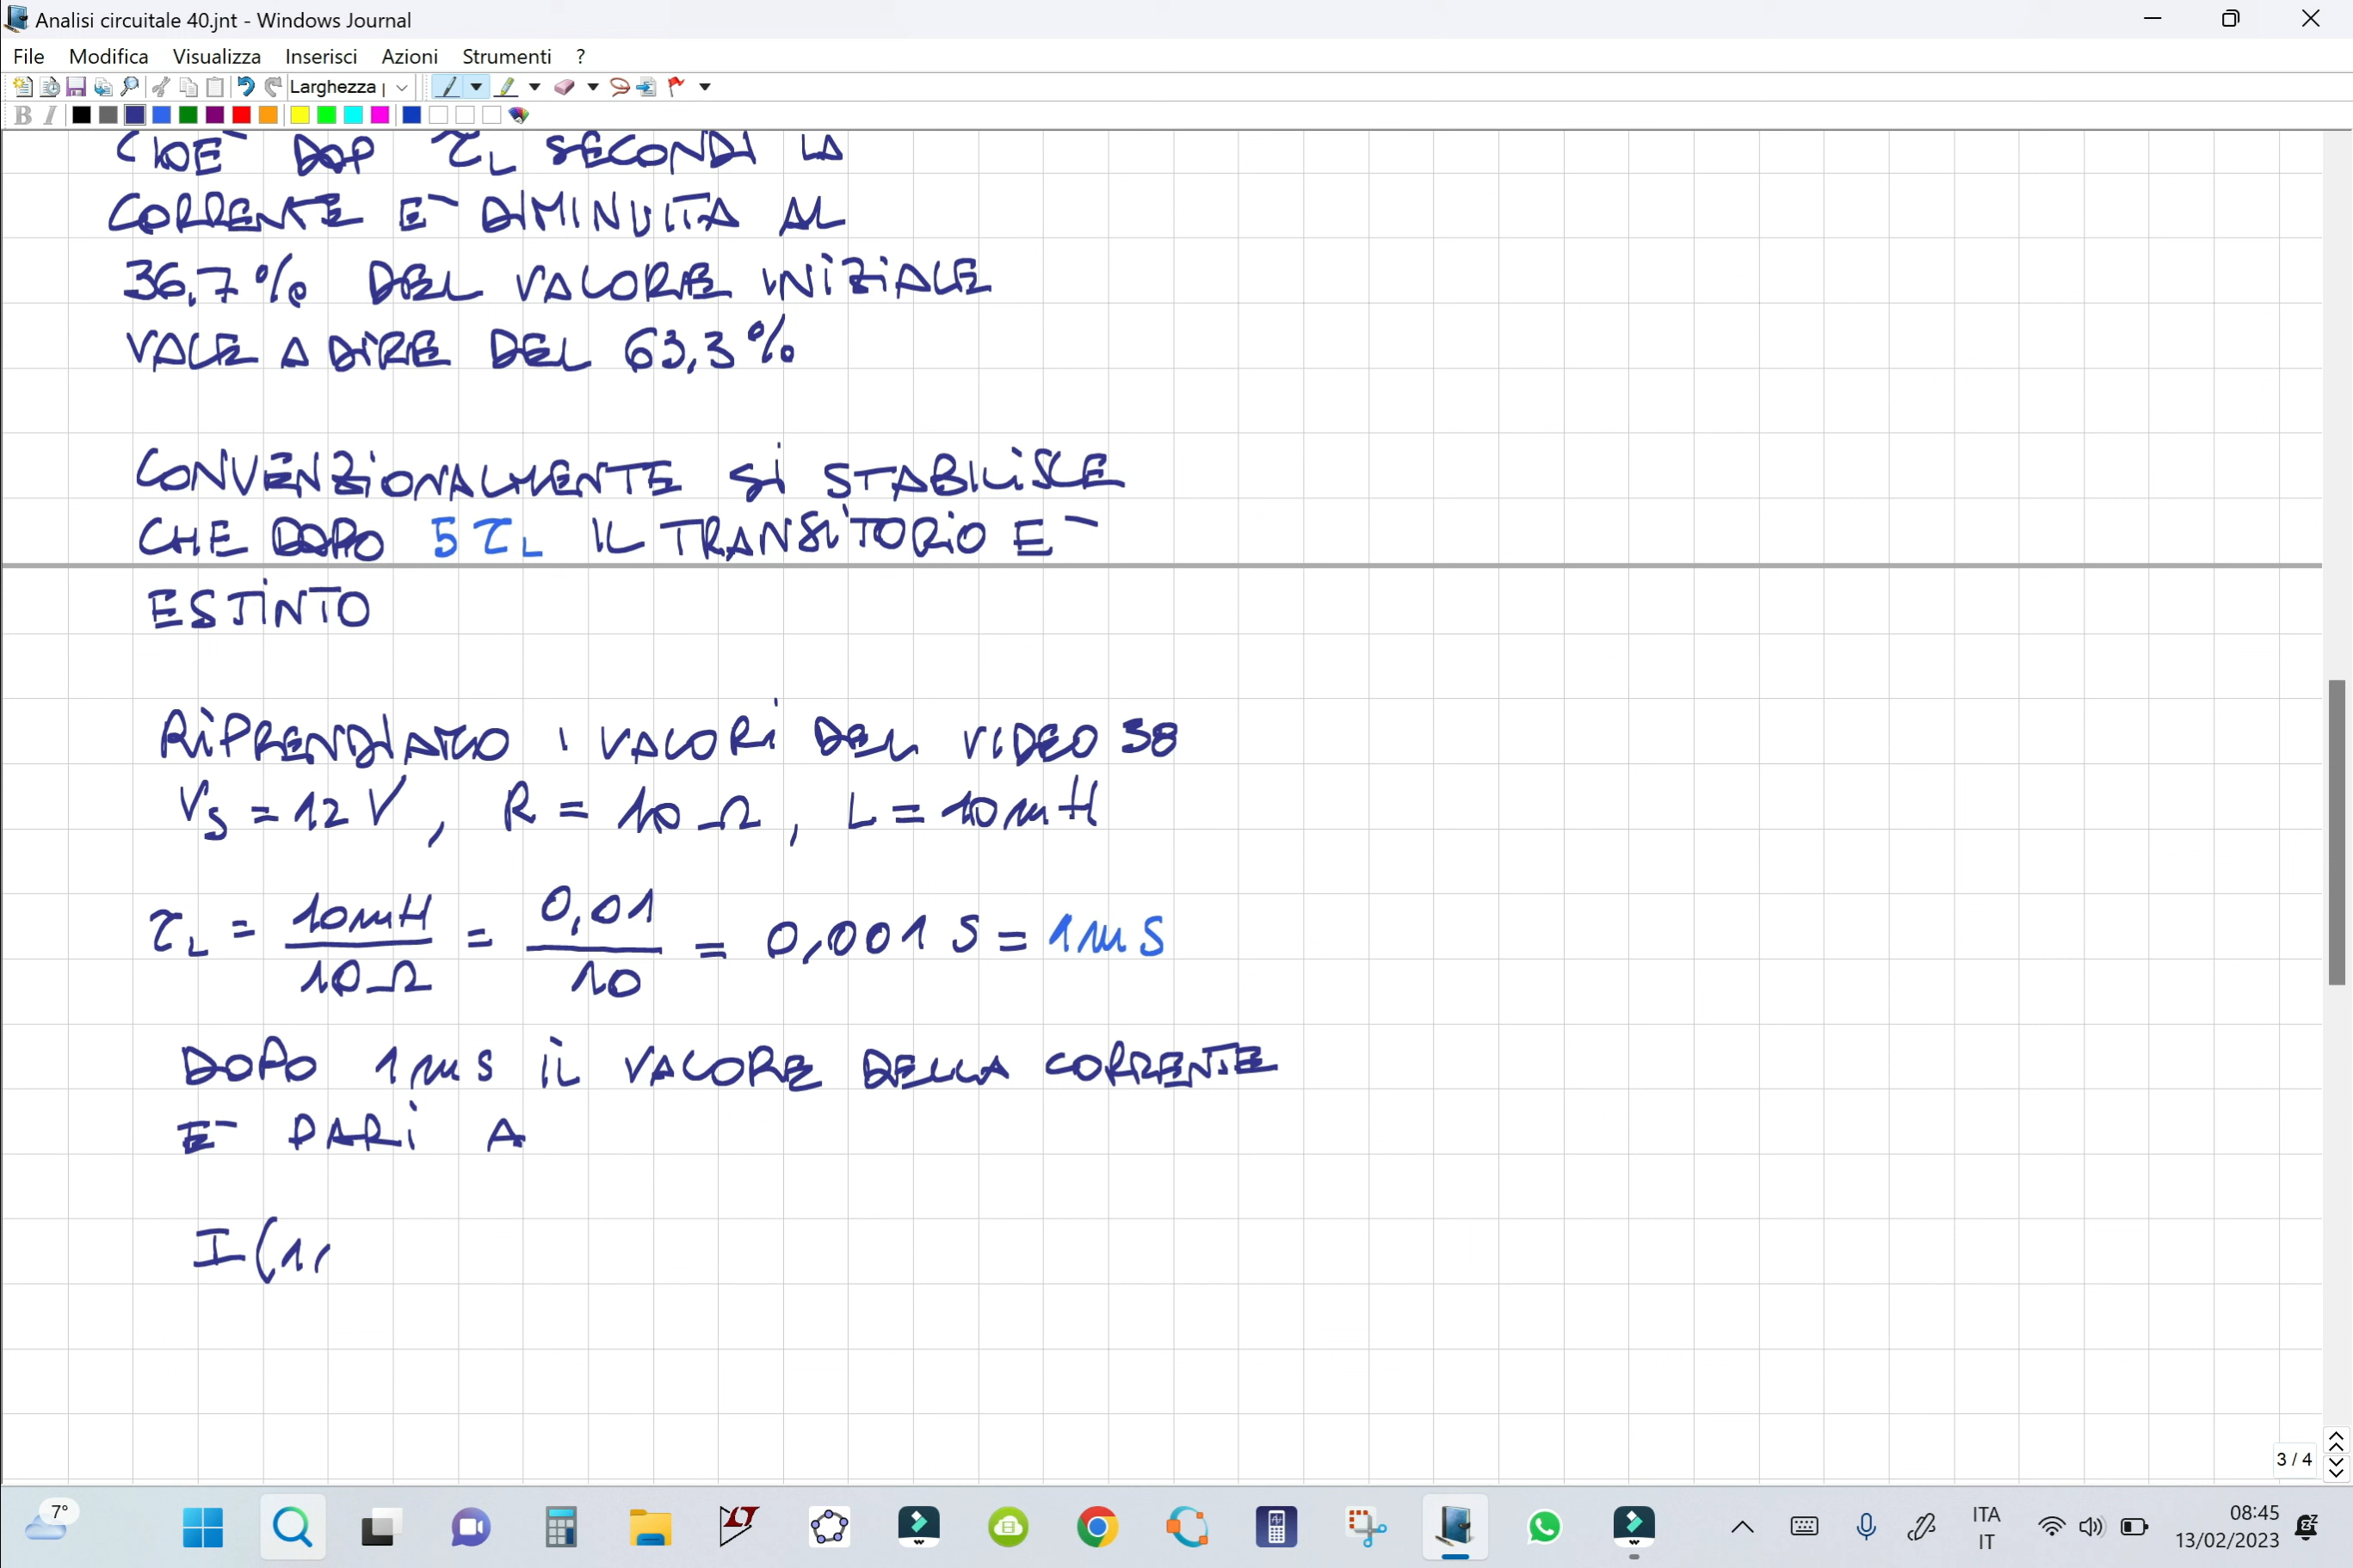 Analisi circuitale 40.jnt - Windows Journal
File Modifica Visualizza Inserisci Azioni Strumenti ?
Larghezza
B I
CIOE' DOP τL SECONDI LA
CORRENTE E' DIMINUITA AL
36,7% DEL VALORE INIZIALE
VALE A DIRE DEL 63,3%
CONVENZIONALMENTE SI STABILISCE
CHE DOPO 5 τL IL TRANSITORIO E'
ESTINTO
RIPRENDIAMO I VALORI DEL VIDEO 38
VS = 12 V, R = 10 Ω, L = 10 mH
τL = 10mH / 10Ω = 0,01 / 10 = 0,001 S = 1 mS
DOPO 1 mS IL VALORE DELLA CORRENTE
E' PARI A
I(1
3 / 4
7°
ITA
IT
08:45
13/02/2023